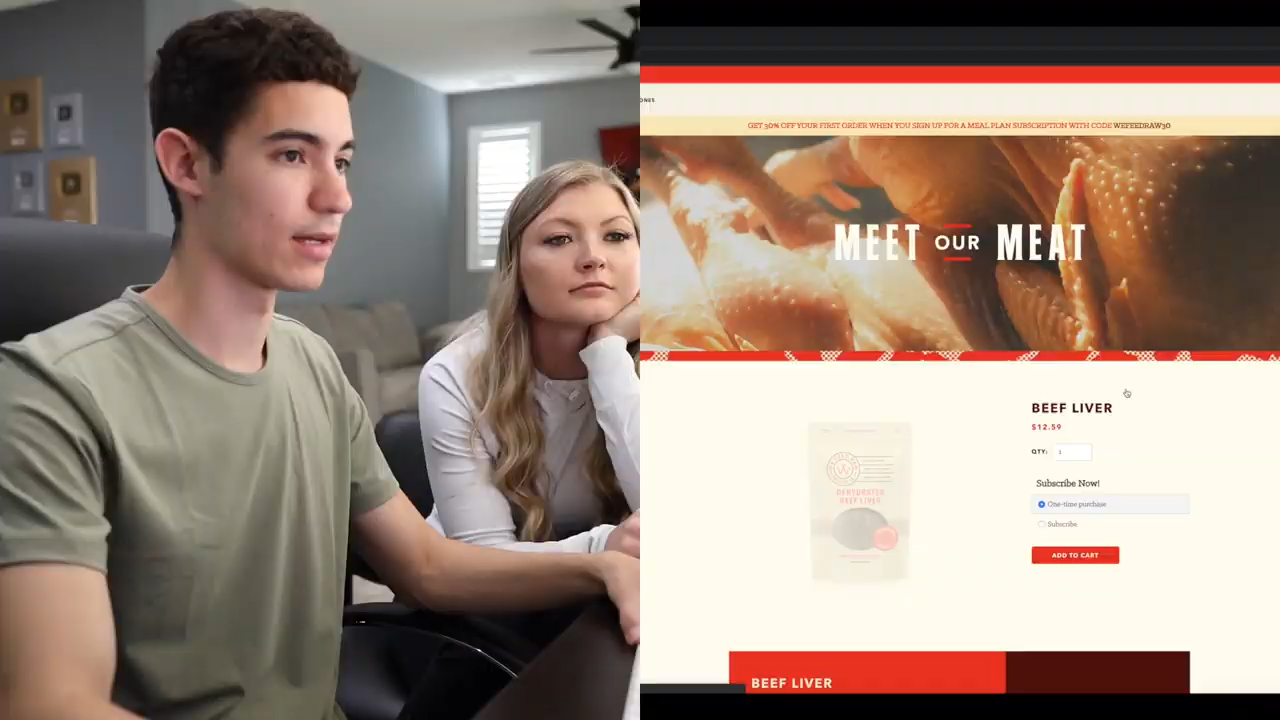 ONES
GET 30% OFF YOUR FIRST ORDER WHEN YOU SIGN UP FOR A MEAL PLAN SUBSCRIPTION WITH CODE WEFEEDRAW30
MEET OUR MEAT
BEEF LIVER
$12.59
QTY: 1
Subscribe Now!
One-time purchase
Subscribe
ADD TO CART
W
DEHYDRATED
BEEF LIVER
BEEF LIVER